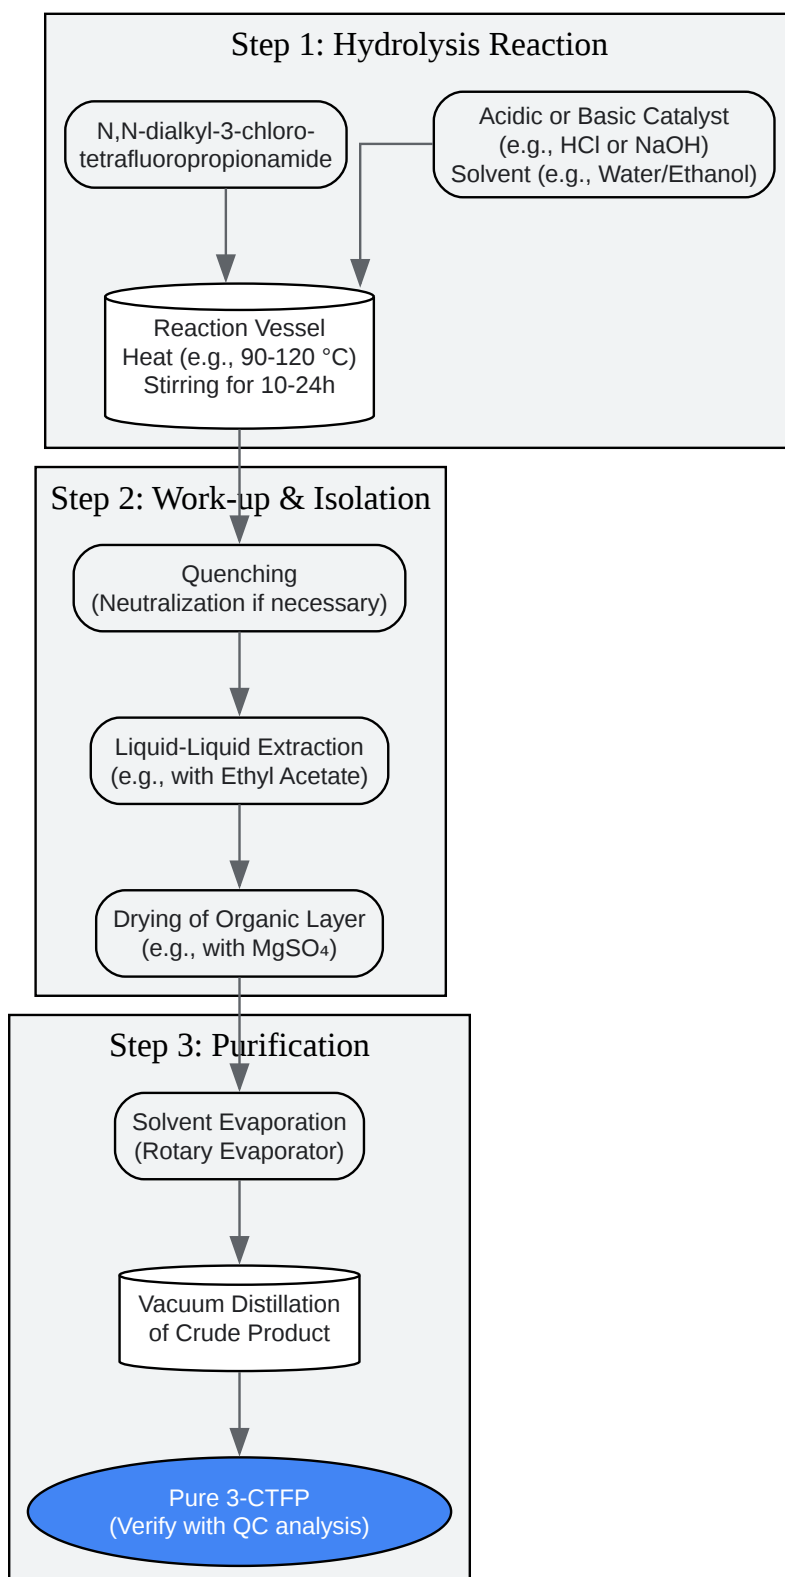 Step 1: Hydrolysis Reaction
N,N-dialkyl-3-chloro-
tetrafluoropropionamide
Acidic or Basic Catalyst
(e.g., HCl or NaOH)
Solvent (e.g., Water/Ethanol)
Reaction Vessel
Heat (e.g., 90-120 °C)
Stirring for 10-24h
Step 2: Work-up & Isolation
Quenching
(Neutralization if necessary)
Liquid-Liquid Extraction
(e.g., with Ethyl Acetate)
Drying of Organic Layer
(e.g., with MgSO₄)
Step 3: Purification
Solvent Evaporation
(Rotary Evaporator)
Vacuum Distillation
of Crude Product
Pure 3-CTFP
(Verify with QC analysis)